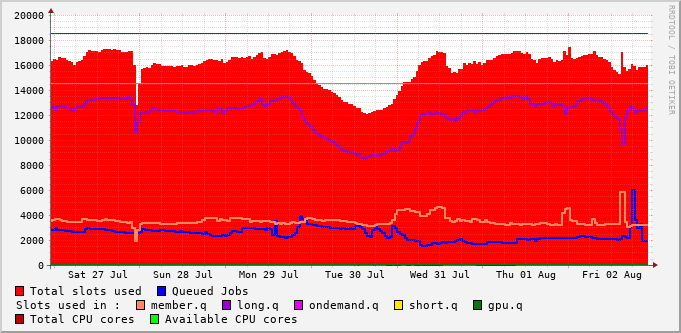 20000
18000
16000
14000
12000
10000
8000
6000
4000
2000
0
Sat 27 Jul Sun 28 Jul Mon 29 Jul Tue 30 Jul Wed 31 Jul Thu 01 Aug Fri 02 Aug
Total slots used Queued Jobs
Slots used in : member.q long.q ondemand.q short.q gpu.q
Total CPU cores Available CPU cores
RRDTOOL / TOBI OETIKER